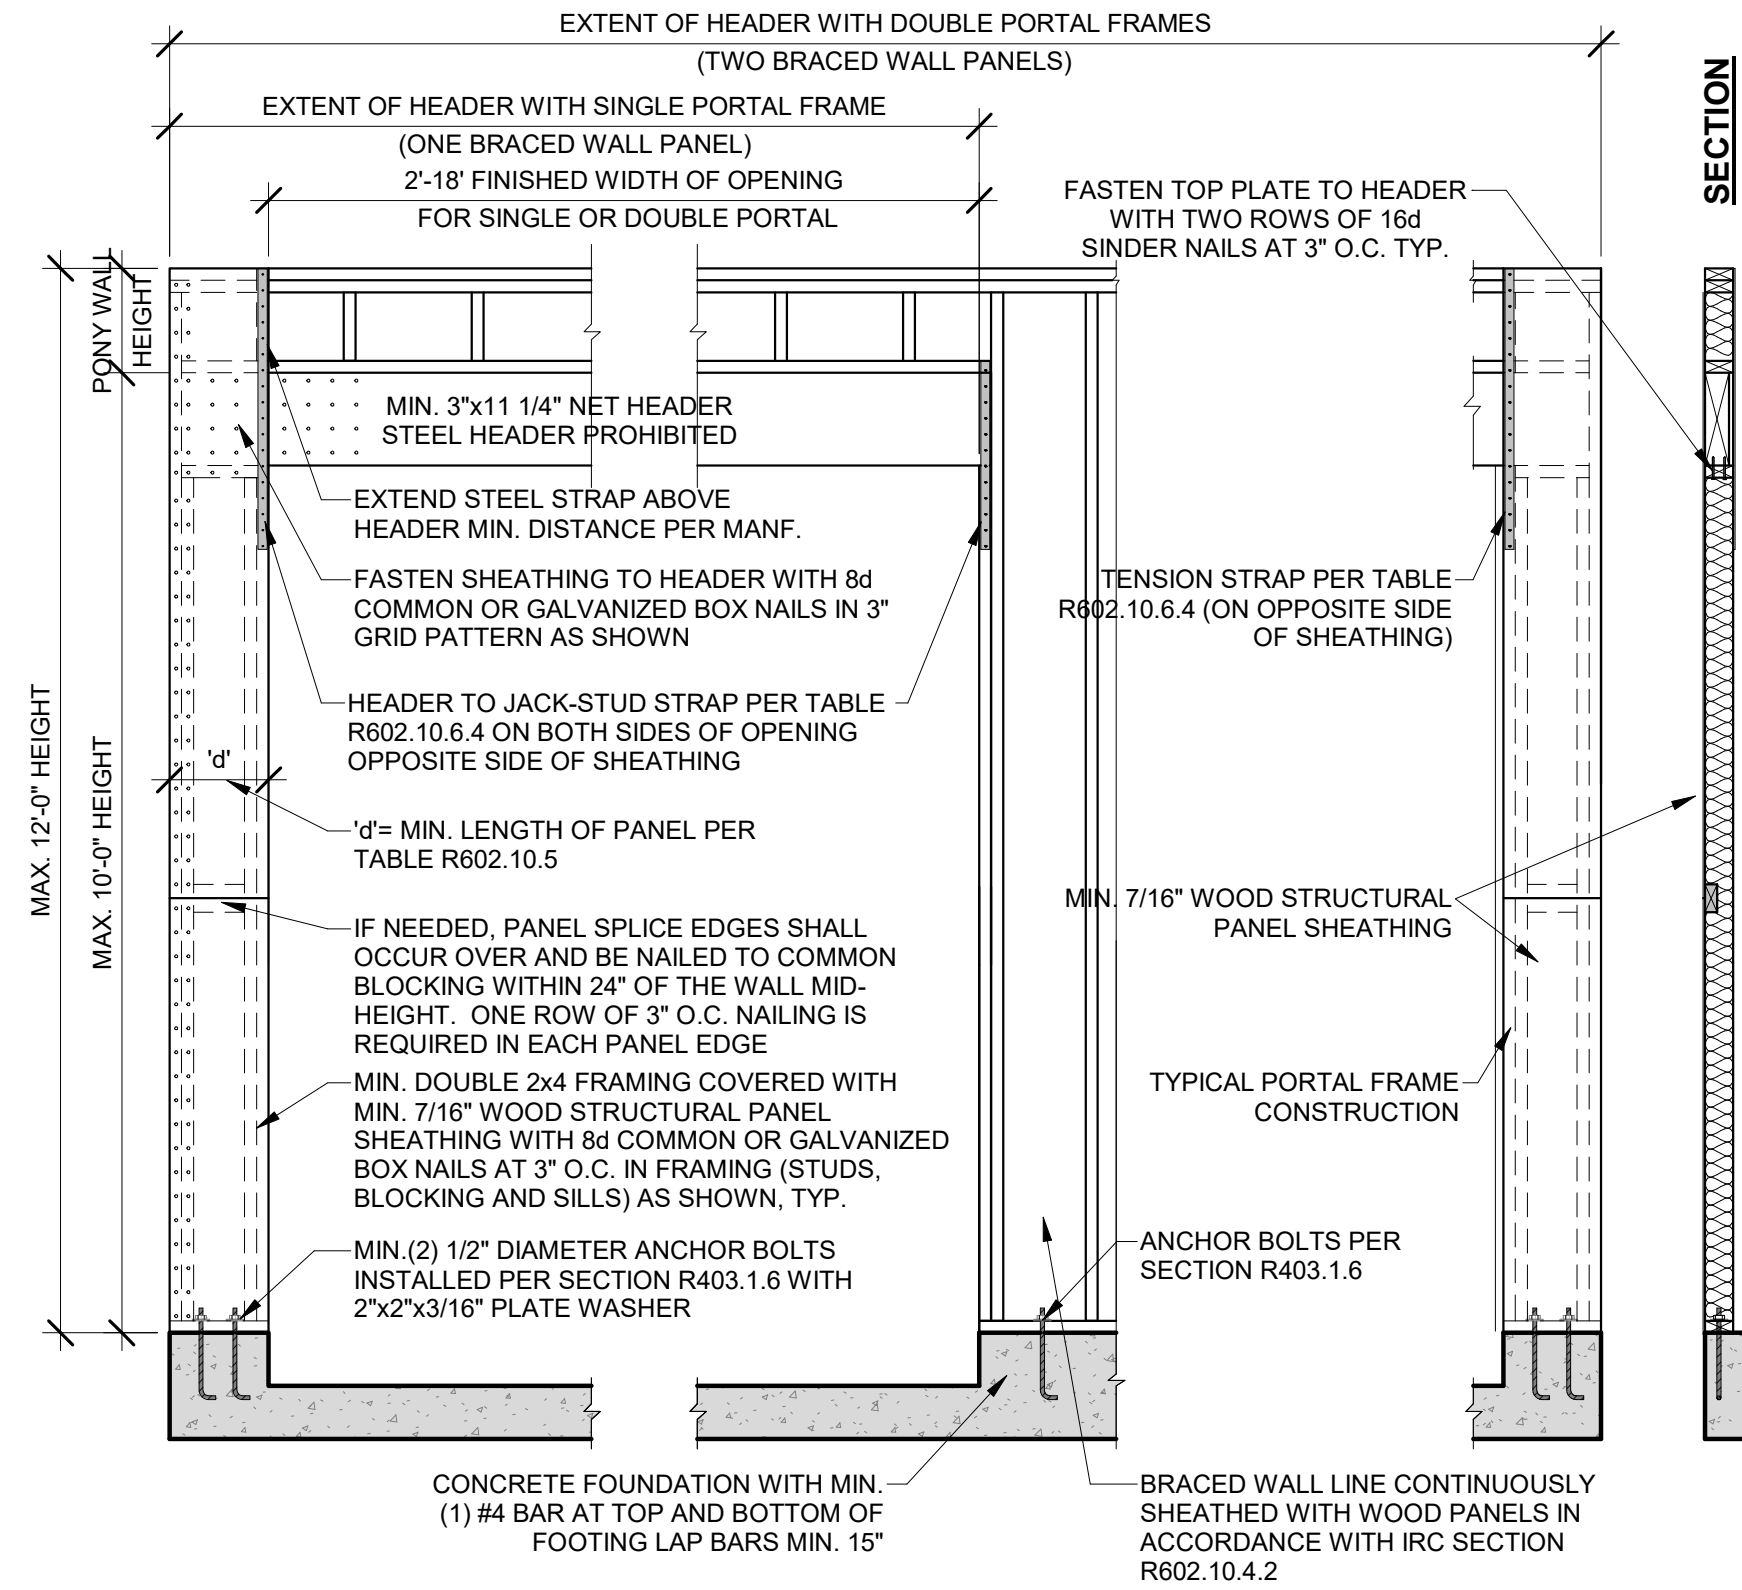 EXTENT OF HEADER WITH DOUBLE PORTAL FRAMES
(TWO BRACED WALL PANELS)
EXTENT OF HEADER WITH SINGLE PORTAL FRAME
(ONE BRACED WALL PANEL)
2'-18' FINISHED WIDTH OF OPENING
FOR SINGLE OR DOUBLE PORTAL
SECTION
FASTEN TOP PLATE TO HEADER
WITH TWO ROWS OF 16d
SINDER NAILS AT 3" O.C. TYP.
PONY WALL
HEIGHT
MAX. 12'-0" HEIGHT
MAX. 10'-0" HEIGHT
MIN. 3"x11 1/4" NET HEADER
STEEL HEADER PROHIBITED
EXTEND STEEL STRAP ABOVE
HEADER MIN. DISTANCE PER MANF.
FASTEN SHEATHING TO HEADER WITH 8d
COMMON OR GALVANIZED BOX NAILS IN 3"
GRID PATTERN AS SHOWN
TENSION STRAP PER TABLE
R602.10.6.4 (ON OPPOSITE SIDE
OF SHEATHING)
HEADER TO JACK-STUD STRAP PER TABLE
R602.10.6.4 ON BOTH SIDES OF OPENING
OPPOSITE SIDE OF SHEATHING
'd'
'd'= MIN. LENGTH OF PANEL PER
TABLE R602.10.5
MIN. 7/16" WOOD STRUCTURAL
PANEL SHEATHING
IF NEEDED, PANEL SPLICE EDGES SHALL
OCCUR OVER AND BE NAILED TO COMMON
BLOCKING WITHIN 24" OF THE WALL MID-
HEIGHT. ONE ROW OF 3" O.C. NAILING IS
REQUIRED IN EACH PANEL EDGE
MIN. DOUBLE 2x4 FRAMING COVERED WITH
MIN. 7/16" WOOD STRUCTURAL PANEL
SHEATHING WITH 8d COMMON OR GALVANIZED
BOX NAILS AT 3" O.C. IN FRAMING (STUDS,
BLOCKING AND SILLS) AS SHOWN, TYP.
TYPICAL PORTAL FRAME
CONSTRUCTION
MIN.(2) 1/2" DIAMETER ANCHOR BOLTS
INSTALLED PER SECTION R403.1.6 WITH
2"x2"x3/16" PLATE WASHER
ANCHOR BOLTS PER
SECTION R403.1.6
CONCRETE FOUNDATION WITH MIN.
(1) #4 BAR AT TOP AND BOTTOM OF
FOOTING LAP BARS MIN. 15"
BRACED WALL LINE CONTINUOUSLY
SHEATHED WITH WOOD PANELS IN
ACCORDANCE WITH IRC SECTION
R602.10.4.2